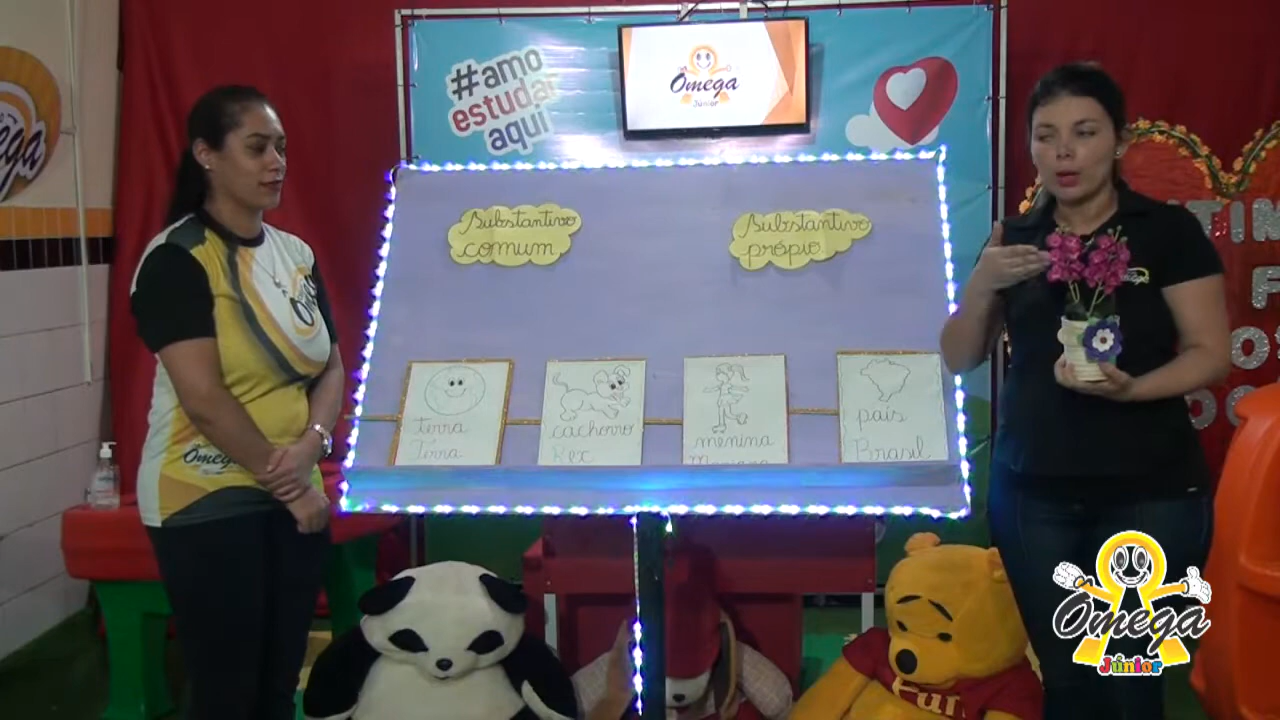 #amo
estudar
aqui
Ômega
Júnior
Substantivo
comum
Substantivo
própio
terra
Terra
cachorro
Rex
menina
país
Brasil
Ômega
Ômega
Júnior